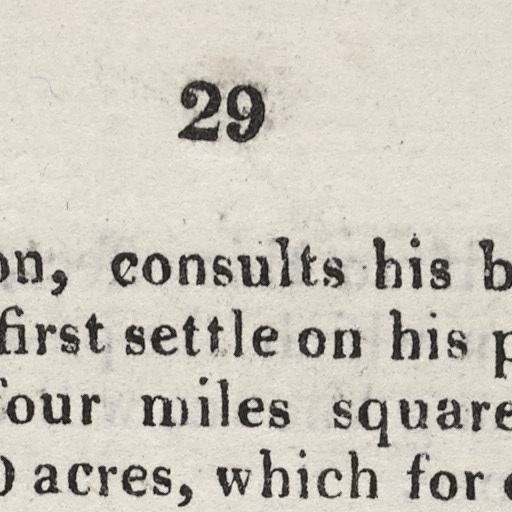 29
on, consults his b
first settle on his p
four miles square
0 acres, which for